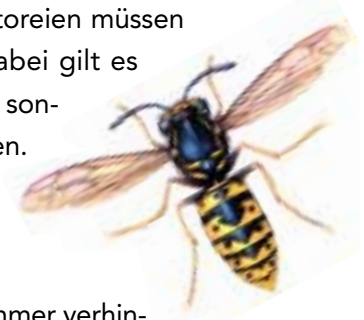 toreien müssen
abei gilt es
son-
en.
mmer verhin-